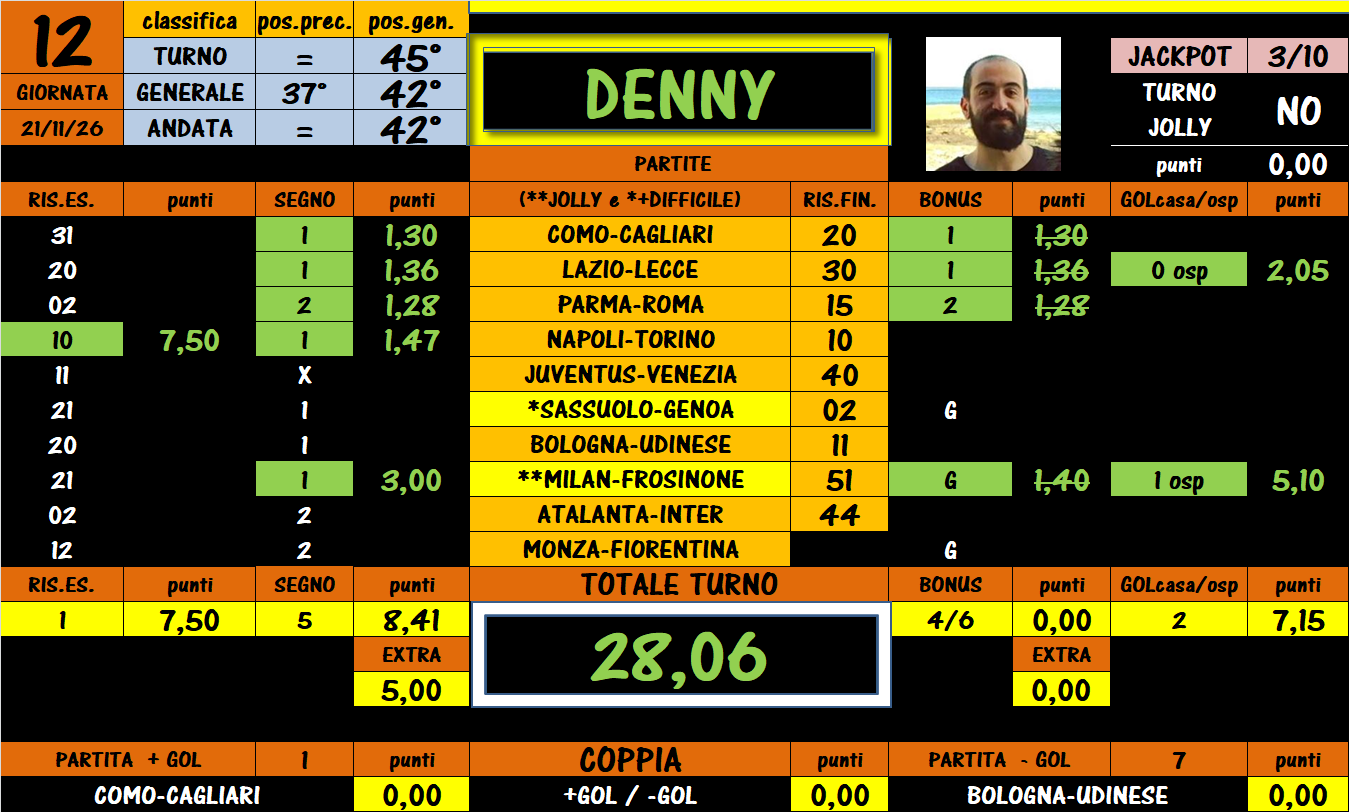 12 classifica pos.prec. pos.gen.
TURNO = 45° DENNY JACKPOT 3/10
GIORNATA GENERALE 37° 42° TURNO JOLLY NO
21/11/26 ANDATA = 42°
PARTITE punti 0,00
RIS.ES. punti SEGNO punti (**JOLLY e *+DIFFICILE) RIS.FIN. BONUS punti GOLcasa/osp punti
31 1 1,30 COMO-CAGLIARI 20 1 1,30
20 1 1,36 LAZIO-LECCE 30 1 1,36 0 osp 2,05
02 2 1,28 PARMA-ROMA 15 2 1,28
10 7,50 1 1,47 NAPOLI-TORINO 10
11 X JUVENTUS-VENEZIA 40
21 1 *SASSUOLO-GENOA 02 G
20 1 BOLOGNA-UDINESE 11
21 1 3,00 **MILAN-FROSINONE 51 G 1,40 1 osp 5,10
02 2 ATALANTA-INTER 44
12 2 MONZA-FIORENTINA G
RIS.ES. punti SEGNO punti TOTALE TURNO BONUS punti GOLcasa/osp punti
1 7,50 5 8,41 28,06 4/6 0,00 2 7,15
EXTRA EXTRA
5,00 0,00
PARTITA + GOL 1 punti COPPIA punti PARTITA - GOL 7 punti
COMO-CAGLIARI 0,00 +GOL / -GOL 0,00 BOLOGNA-UDINESE 0,00